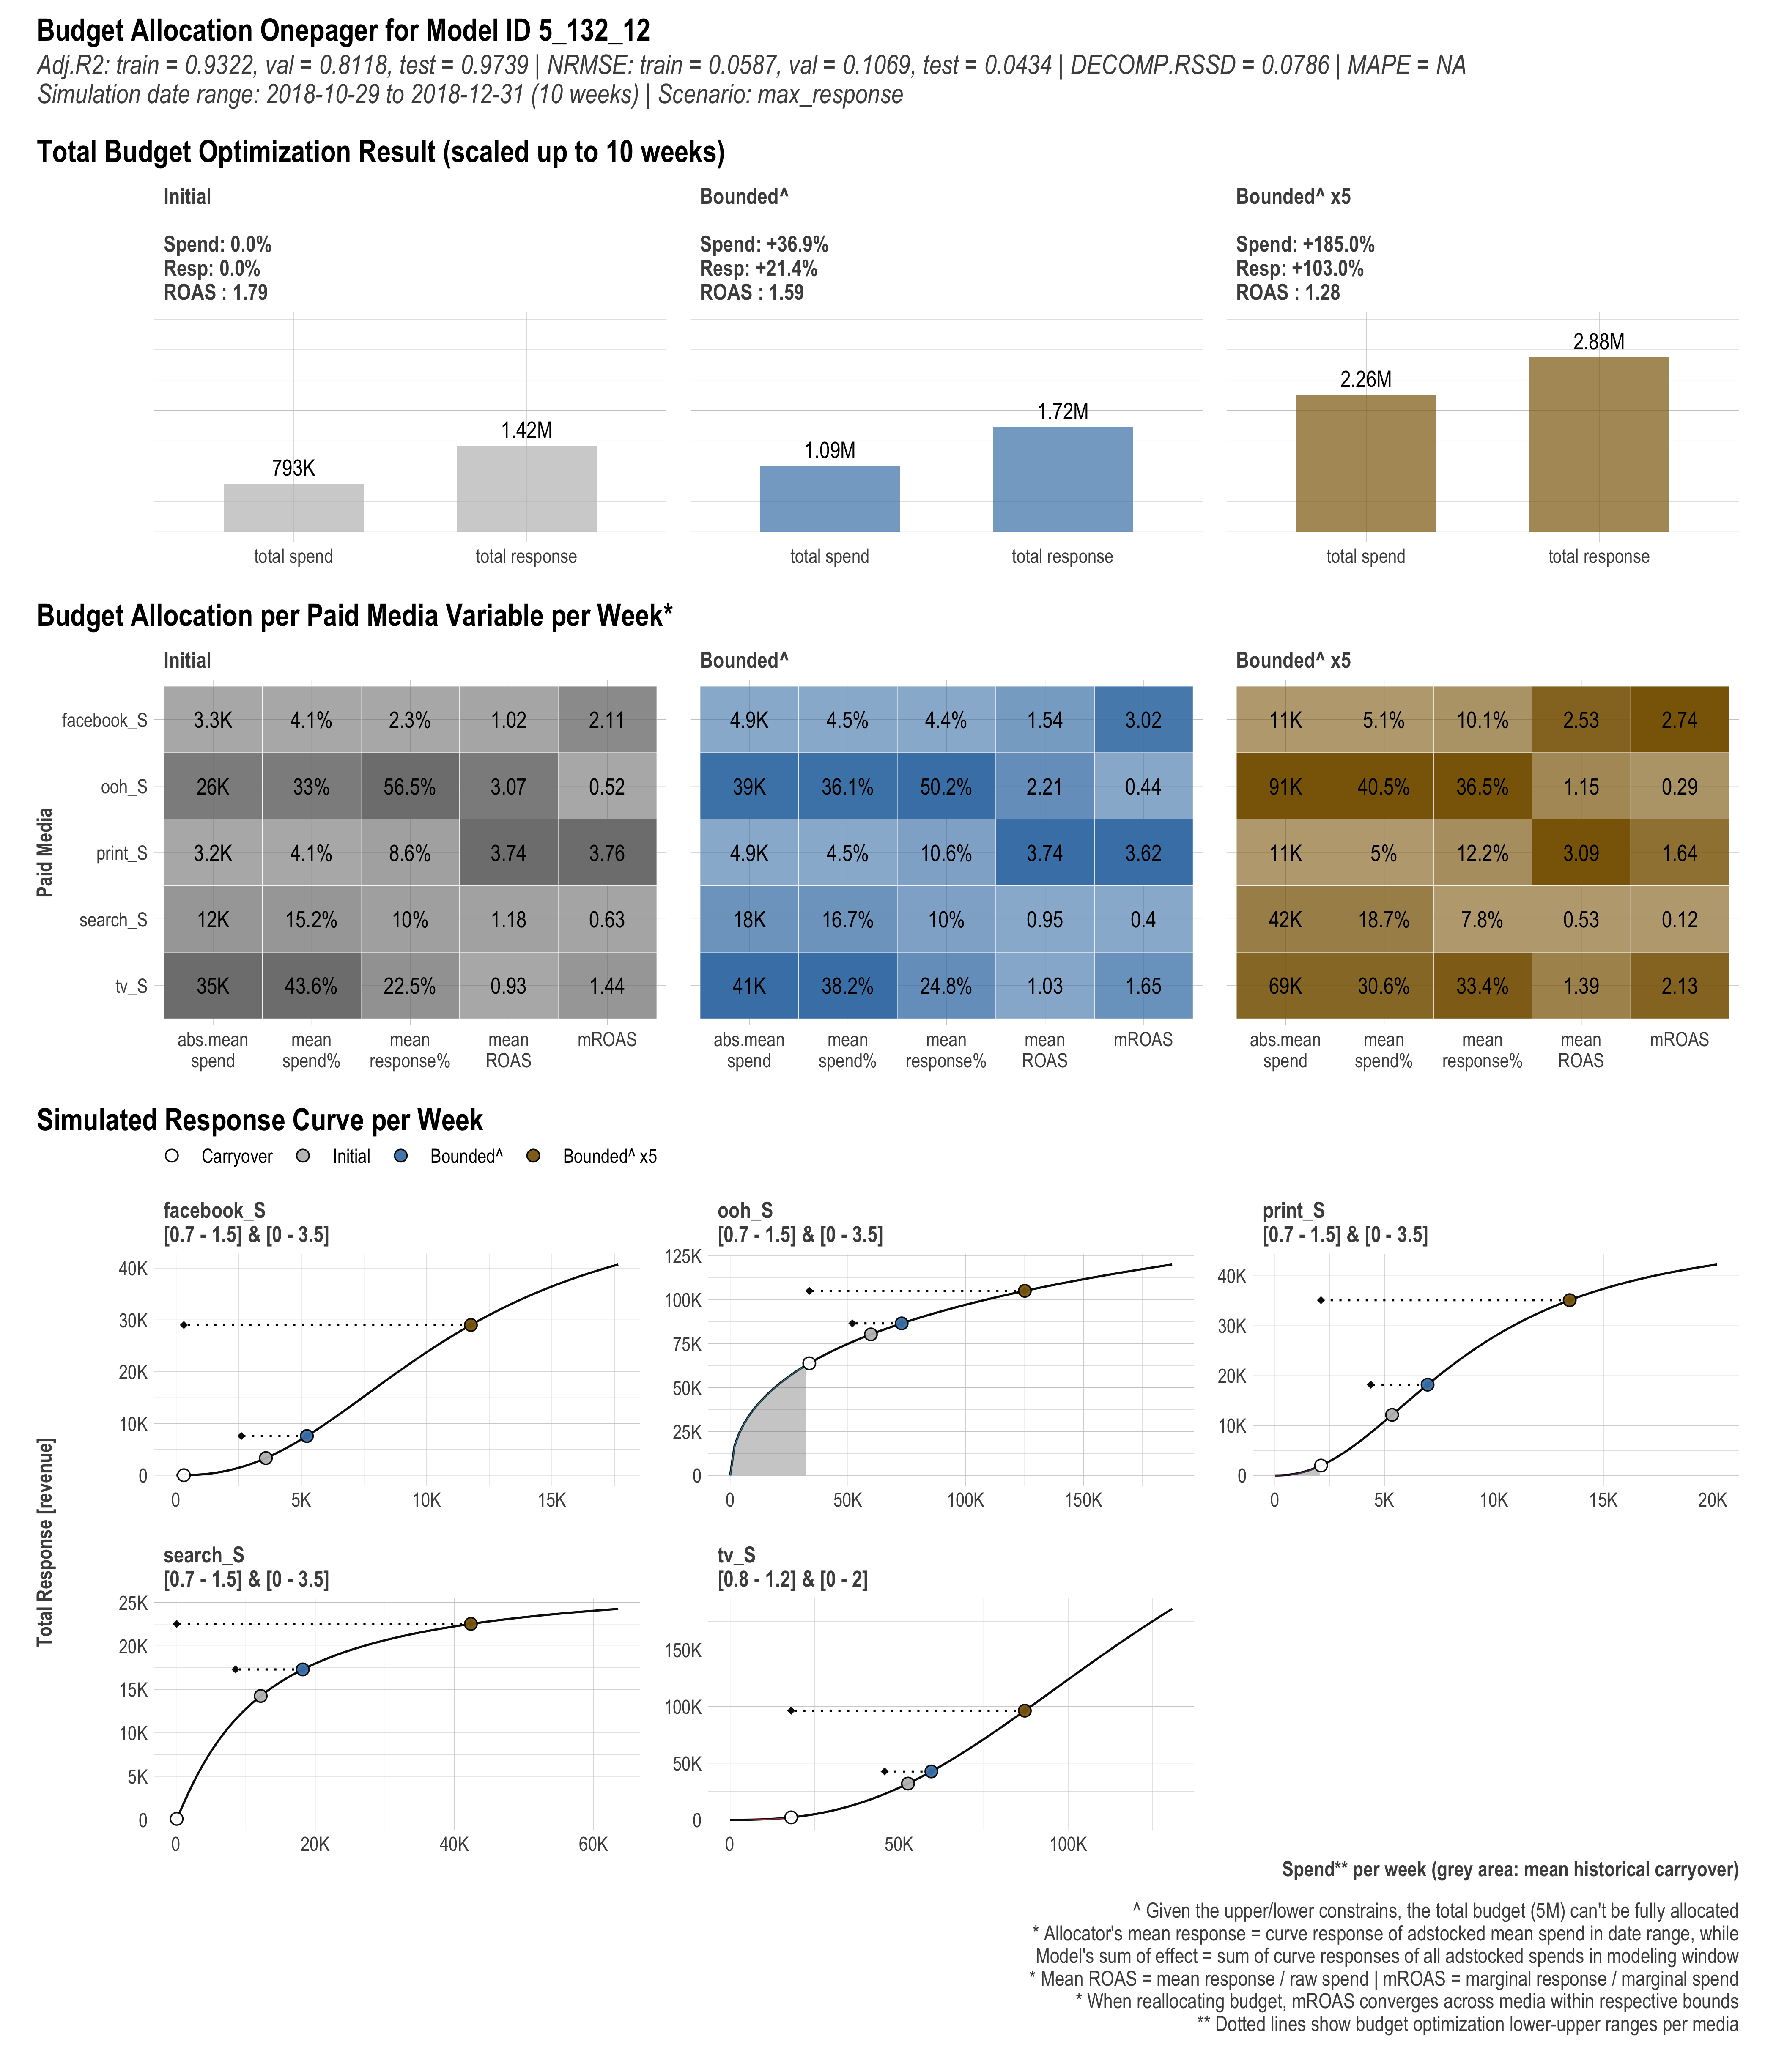 Budget Allocation Onepager for Model ID 5_132_12
Adj.R2: train = 0.9322, val = 0.8118, test = 0.9739 | NRMSE: train = 0.0587, val = 0.1069, test = 0.0434 | DECOMP.RSSD = 0.0786 | MAPE = NA
Simulation date range: 2018-10-29 to 2018-12-31 (10 weeks) | Scenario: max_response
Total Budget Optimization Result (scaled up to 10 weeks)
Initial
Spend: 0.0%
Resp: 0.0%
ROAS : 1.79
793K
1.42M
total spend
total response
Bounded^
Spend: +36.9%
Resp: +21.4%
ROAS : 1.59
1.09M
1.72M
total spend
total response
Bounded^ x5
Spend: +185.0%
Resp: +103.0%
ROAS : 1.28
2.26M
2.88M
total spend
total response
Budget Allocation per Paid Media Variable per Week*
Initial Bounded^ Bounded^ x5
Paid Media
facebook_S 3.3K 4.1% 2.3% 1.02 2.11 4.9K 4.5% 4.4% 1.54 3.02 11K 5.1% 10.1% 2.53 2.74
ooh_S 26K 33% 56.5% 3.07 0.52 39K 36.1% 50.2% 2.21 0.44 91K 40.5% 36.5% 1.15 0.29
print_S 3.2K 4.1% 8.6% 3.74 3.76 4.9K 4.5% 10.6% 3.74 3.62 11K 5% 12.2% 3.09 1.64
search_S 12K 15.2% 10% 1.18 0.63 18K 16.7% 10% 0.95 0.4 42K 18.7% 7.8% 0.53 0.12
tv_S 35K 43.6% 22.5% 0.93 1.44 41K 38.2% 24.8% 1.03 1.65 69K 30.6% 33.4% 1.39 2.13
abs.mean mean mean mean mROAS abs.mean mean mean mean mROAS abs.mean mean mean mean mROAS
spend spend% response% ROAS spend spend% response% ROAS spend spend% response% ROAS
Simulated Response Curve per Week
Carryover Initial Bounded^ Bounded^ x5
Total Response [revenue]
facebook_S
[0.7 - 1.5] & [0 - 3.5]
40K
30K
20K
10K
0
0 5K 10K 15K
ooh_S
[0.7 - 1.5] & [0 - 3.5]
125K
100K
75K
50K
25K
0
0 50K 100K 150K
print_S
[0.7 - 1.5] & [0 - 3.5]
40K
30K
20K
10K
0
0 5K 10K 15K 20K
search_S
[0.7 - 1.5] & [0 - 3.5]
25K
20K
15K
10K
5K
0
0 20K 40K 60K
tv_S
[0.8 - 1.2] & [0 - 2]
150K
100K
50K
0
0 50K 100K
Spend** per week (grey area: mean historical carryover)
^ Given the upper/lower constrains, the total budget (5M) can't be fully allocated
* Allocator's mean response = curve response of adstocked mean spend in date range, while
Model's sum of effect = sum of curve responses of all adstocked spends in modeling window
* Mean ROAS = mean response / raw spend | mROAS = marginal response / marginal spend
* When reallocating budget, mROAS converges across media within respective bounds
** Dotted lines show budget optimization lower-upper ranges per media